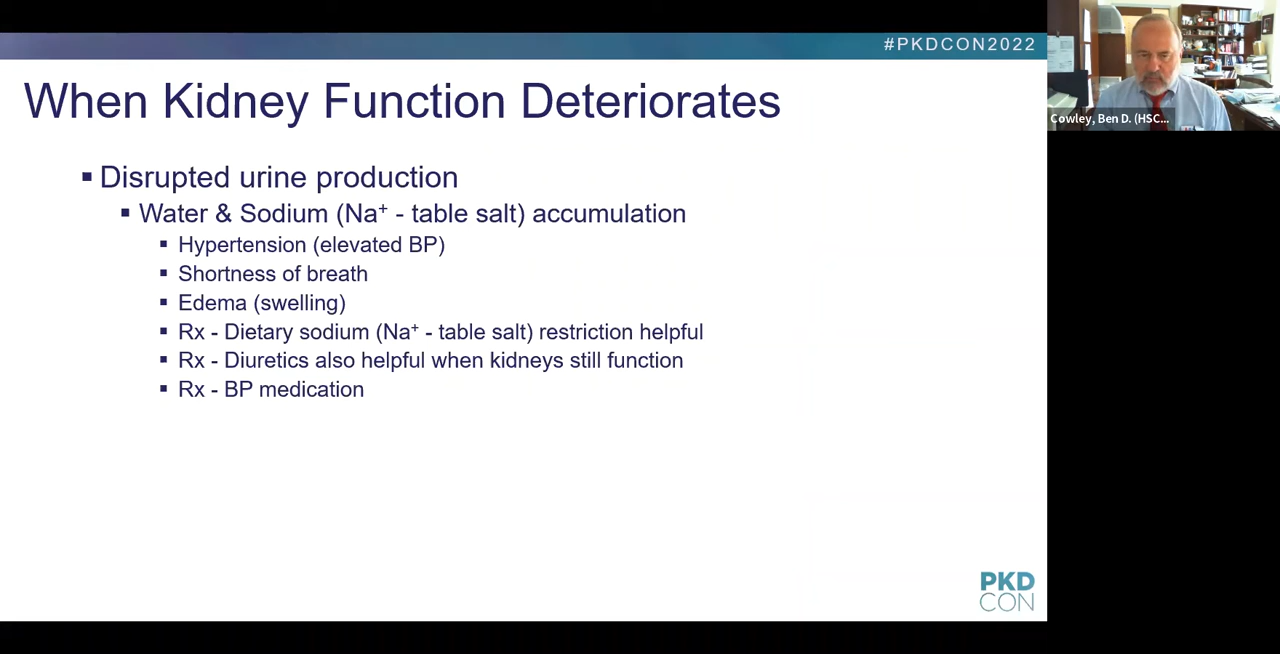 #PKDCON2022
When Kidney Function Deteriorates
▪ Disrupted urine production
▪ Water & Sodium (Na⁺ - table salt) accumulation
▪ Hypertension (elevated BP)
▪ Shortness of breath
▪ Edema (swelling)
▪ Rx - Dietary sodium (Na⁺ - table salt) restriction helpful
▪ Rx - Diuretics also helpful when kidneys still function
▪ Rx - BP medication
PKD
CON
Cowley, Ben D. (HSC...